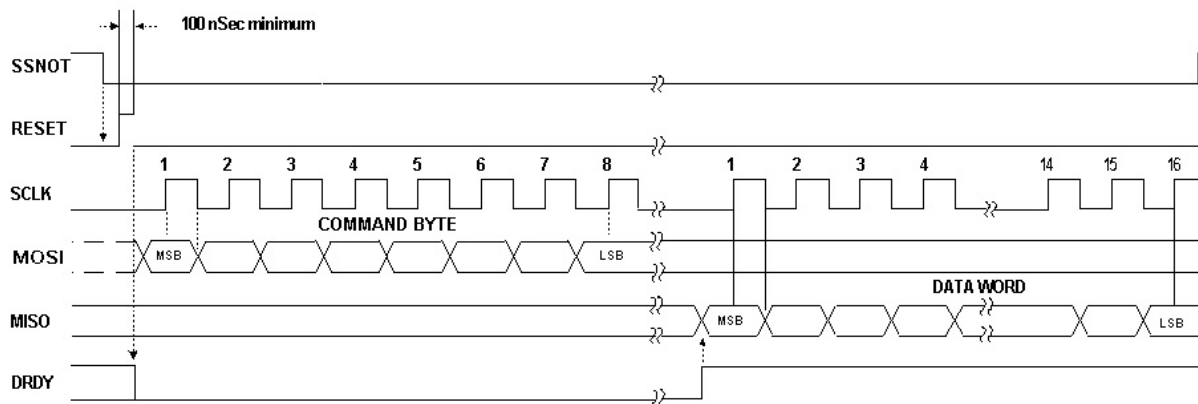 100 nSec minimum
SSNOT
RESET
1 2 3 4 5 6 7 8 1 2 3 4 14 15 16
SCLK
COMMAND BYTE
MOSI MSB LSB
DATA WORD
MISO MSB LSB
DRDY